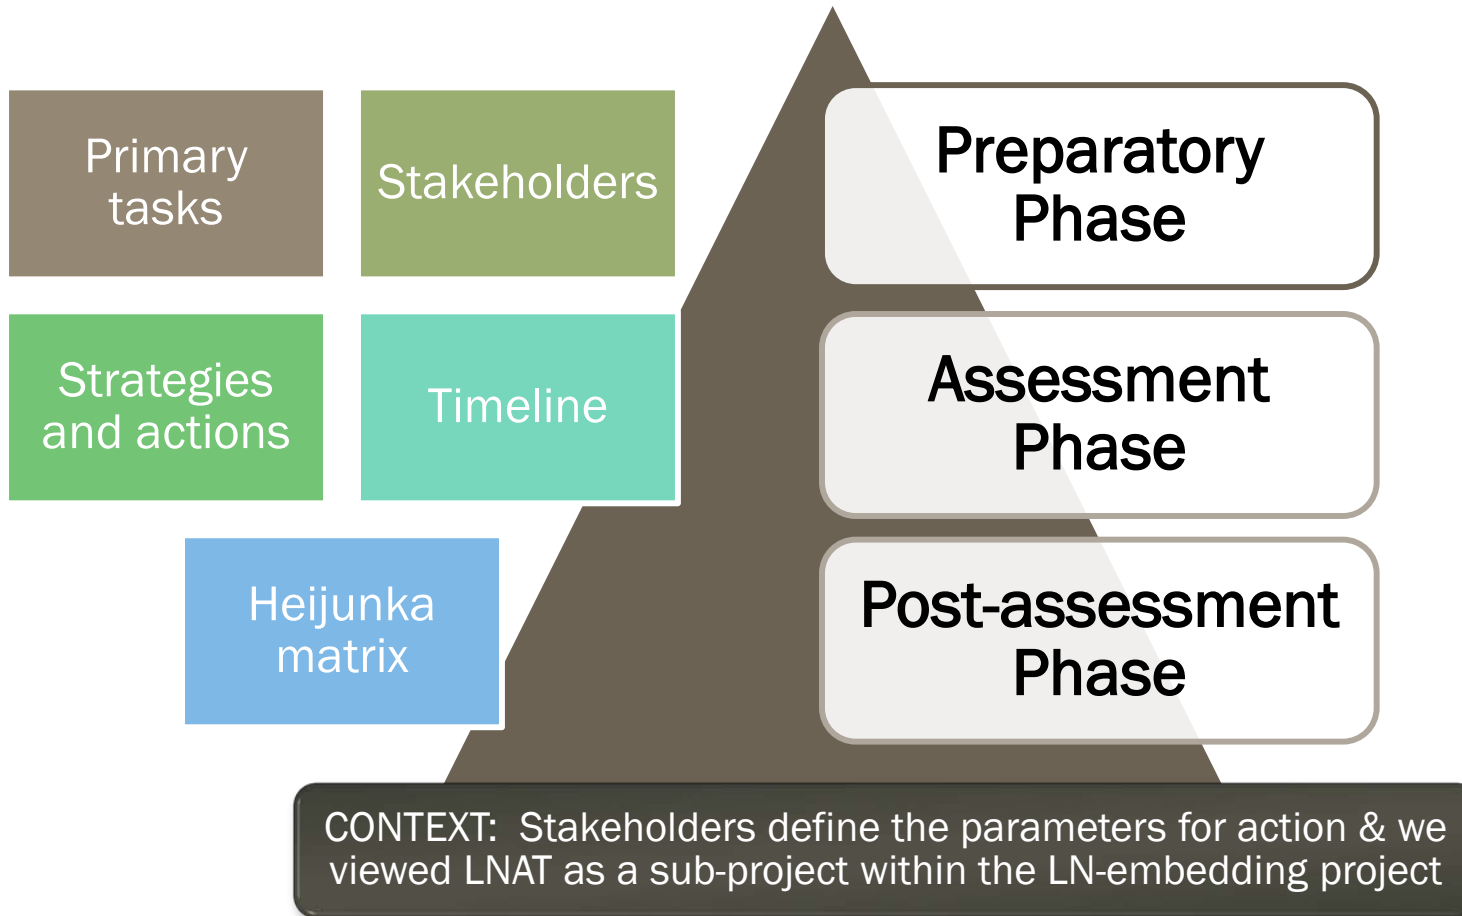 Primary
tasks
Stakeholders
Strategies
and actions
Timeline
Heijunka
matrix
Preparatory
Phase
Assessment
Phase
Post-assessment
Phase
CONTEXT:  Stakeholders define the parameters for action & we
viewed LNAT as a sub-project within the LN-embedding project